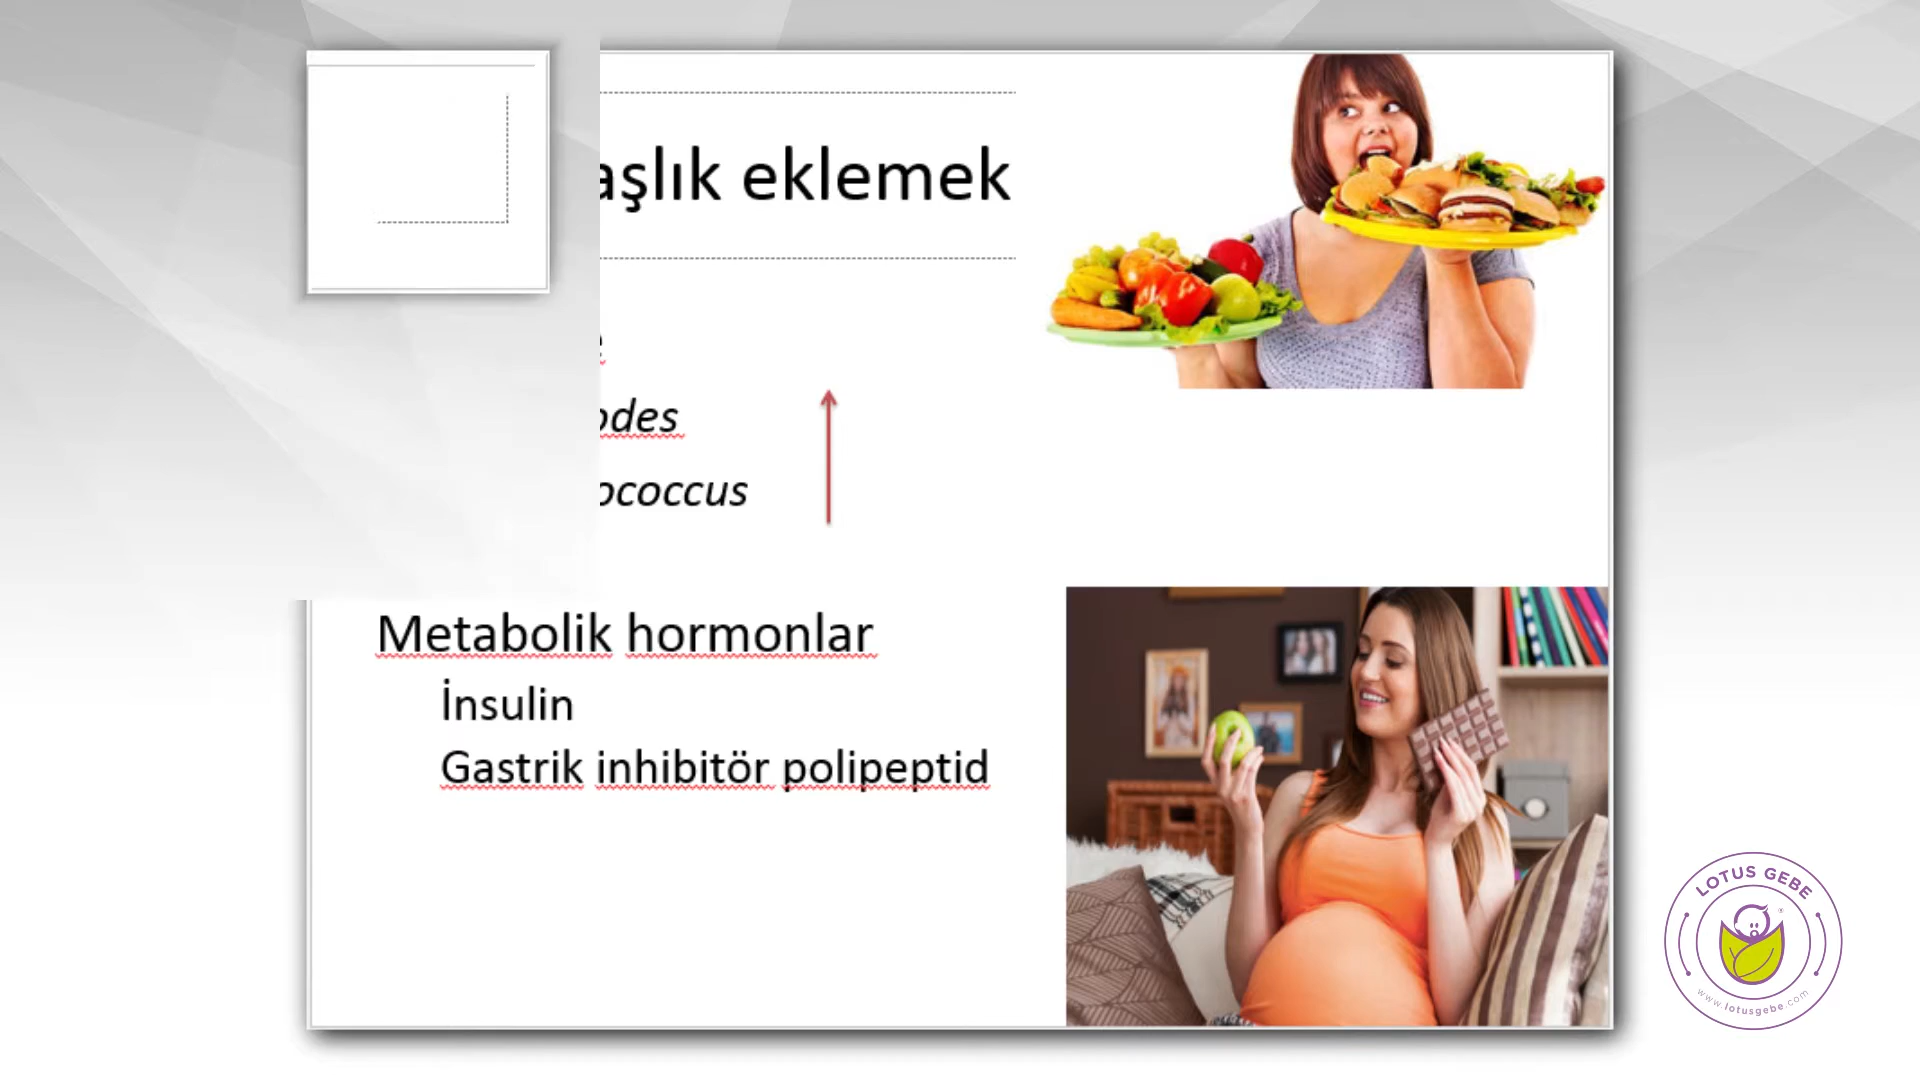 aşlık eklemek
odes
ococcus
Metabolik hormonlar
İnsulin
Gastrik inhibitör polipeptid
LOTUS GEBE
www.lotusgebe.com